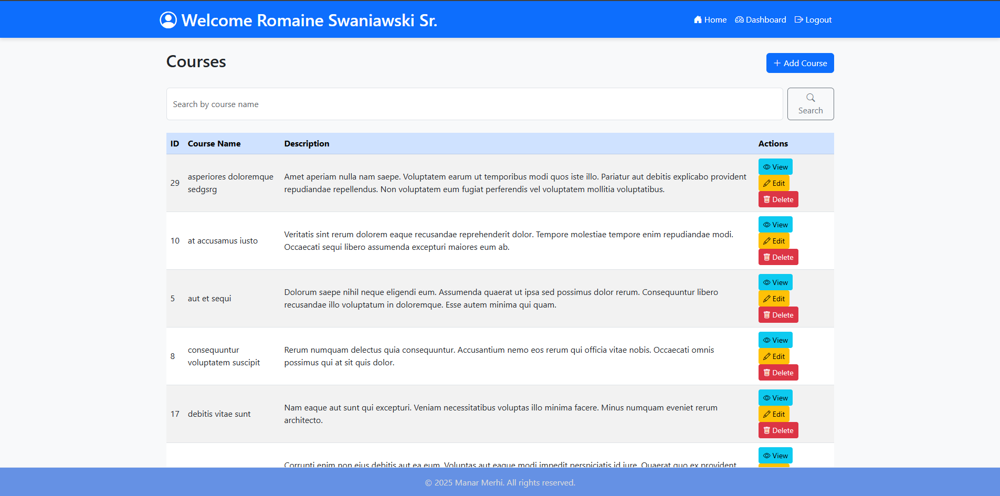 Welcome Romaine Swaniawski Sr.
Home
Dashboard
Logout
Courses
Add Course
Search by course name
Search
ID
Course Name
Description
Actions
29
asperiores doloremque
sedgsrg
Amet aperiam nulla nam saepe. Voluptatem earum ut temporibus modi quos iste illo. Pariatur aut debitis explicabo provident
repudiandae repellendus. Non voluptatem eum fugiat perferendis vel voluptatem mollitia voluptatibus.
View
Edit
Delete
10
at accusamus iusto
Veritatis sint rerum dolorem eaque recusandae reprehenderit dolor. Tempore molestiae tempore enim repudiandae modi.
Occaecati sequi libero assumenda excepturi maiores eum ab.
View
Edit
Delete
5
aut et sequi
Dolorum saepe nihil neque eligendi eum. Assumenda quaerat ut ipsa sed possimus dolor rerum. Consequuntur libero
recusandae illo voluptatum in doloremque. Esse autem minima qui quam.
View
Edit
Delete
8
consequuntur
voluptatem suscipit
Rerum numquam delectus quia consequuntur. Accusantium nemo eos rerum qui officia vitae nobis. Occaecati omnis
possimus qui at sit quis dolor.
View
Edit
Delete
17
debitis vitae sunt
Nam eaque aut sunt qui excepturi. Veniam necessitatibus voluptas illo minima facere. Minus numquam eveniet rerum
architecto.
View
Edit
Delete
Corrupti enim non eius debitis aut ea eum. Voluptas aut eaque modi impedit perspiciatis id iure. Quaerat quo ex provident
View
© 2025 Manar Merhi. All rights reserved.